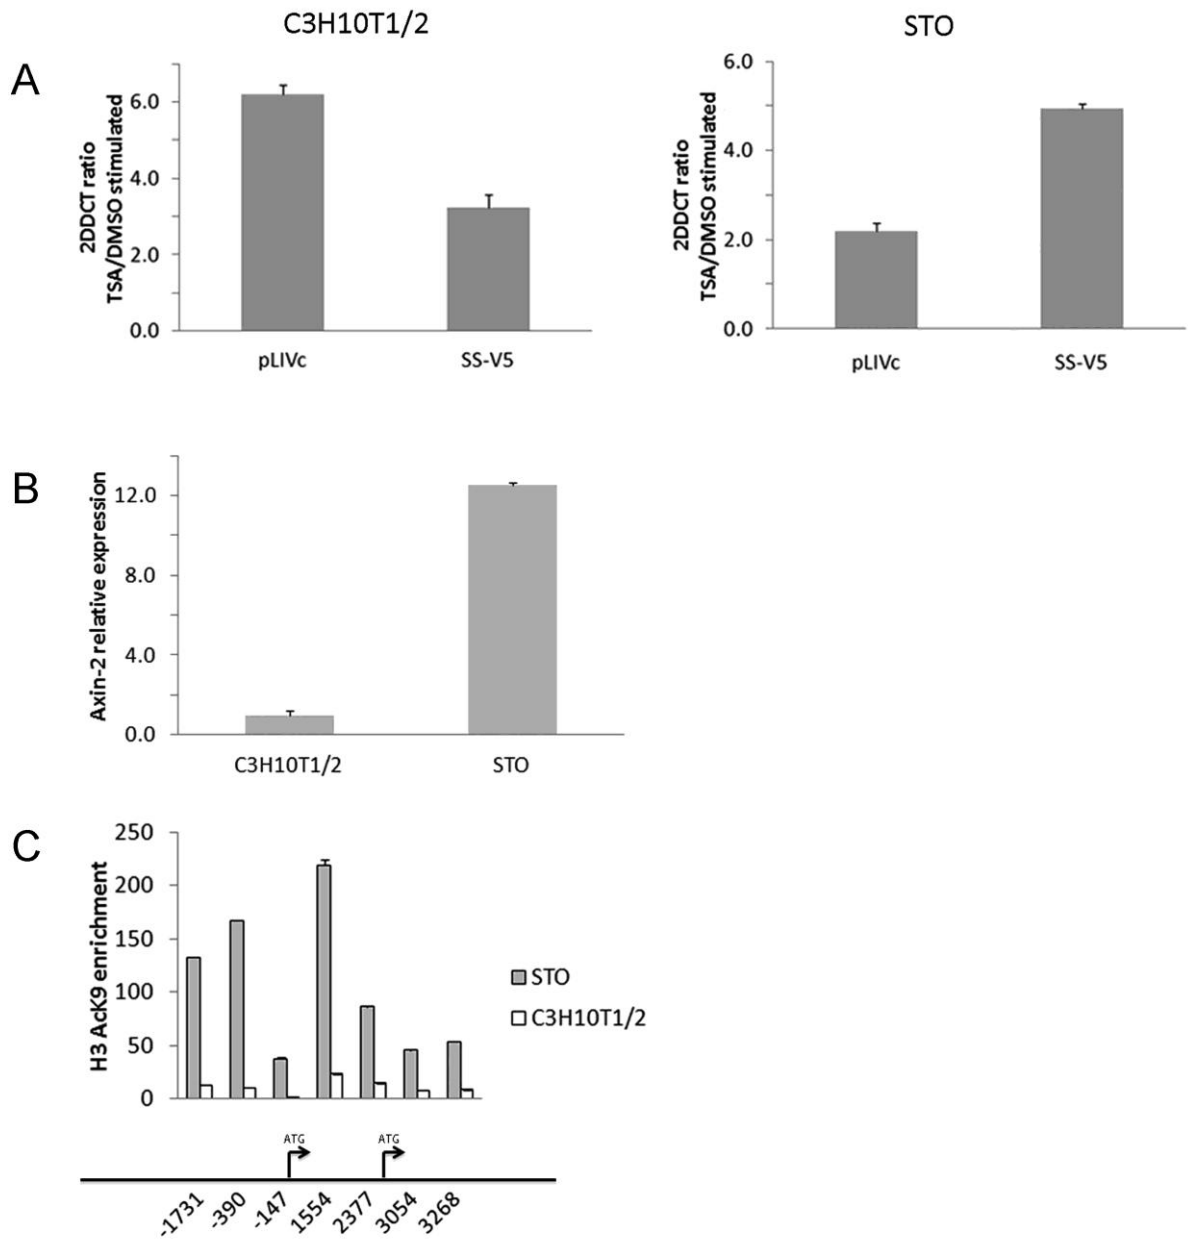 C3H10T1/2
STO
A
2DDCT ratio
TSA/DMSO stimulated
6.0
4.0
2.0
0.0
pLIVc
SS-V5
2DDCT ratio
TSA/DMSO stimulated
6.0
4.0
2.0
0.0
pLIVc
SS-V5
B
Axin-2 relative expression
12.0
8.0
4.0
0.0
C3H10T1/2
STO
C
H3 AcK9 enrichment
250
200
150
100
50
0
STO
C3H10T1/2
ATG
ATG
-1731
-390
-147
1554
2377
3054
3268